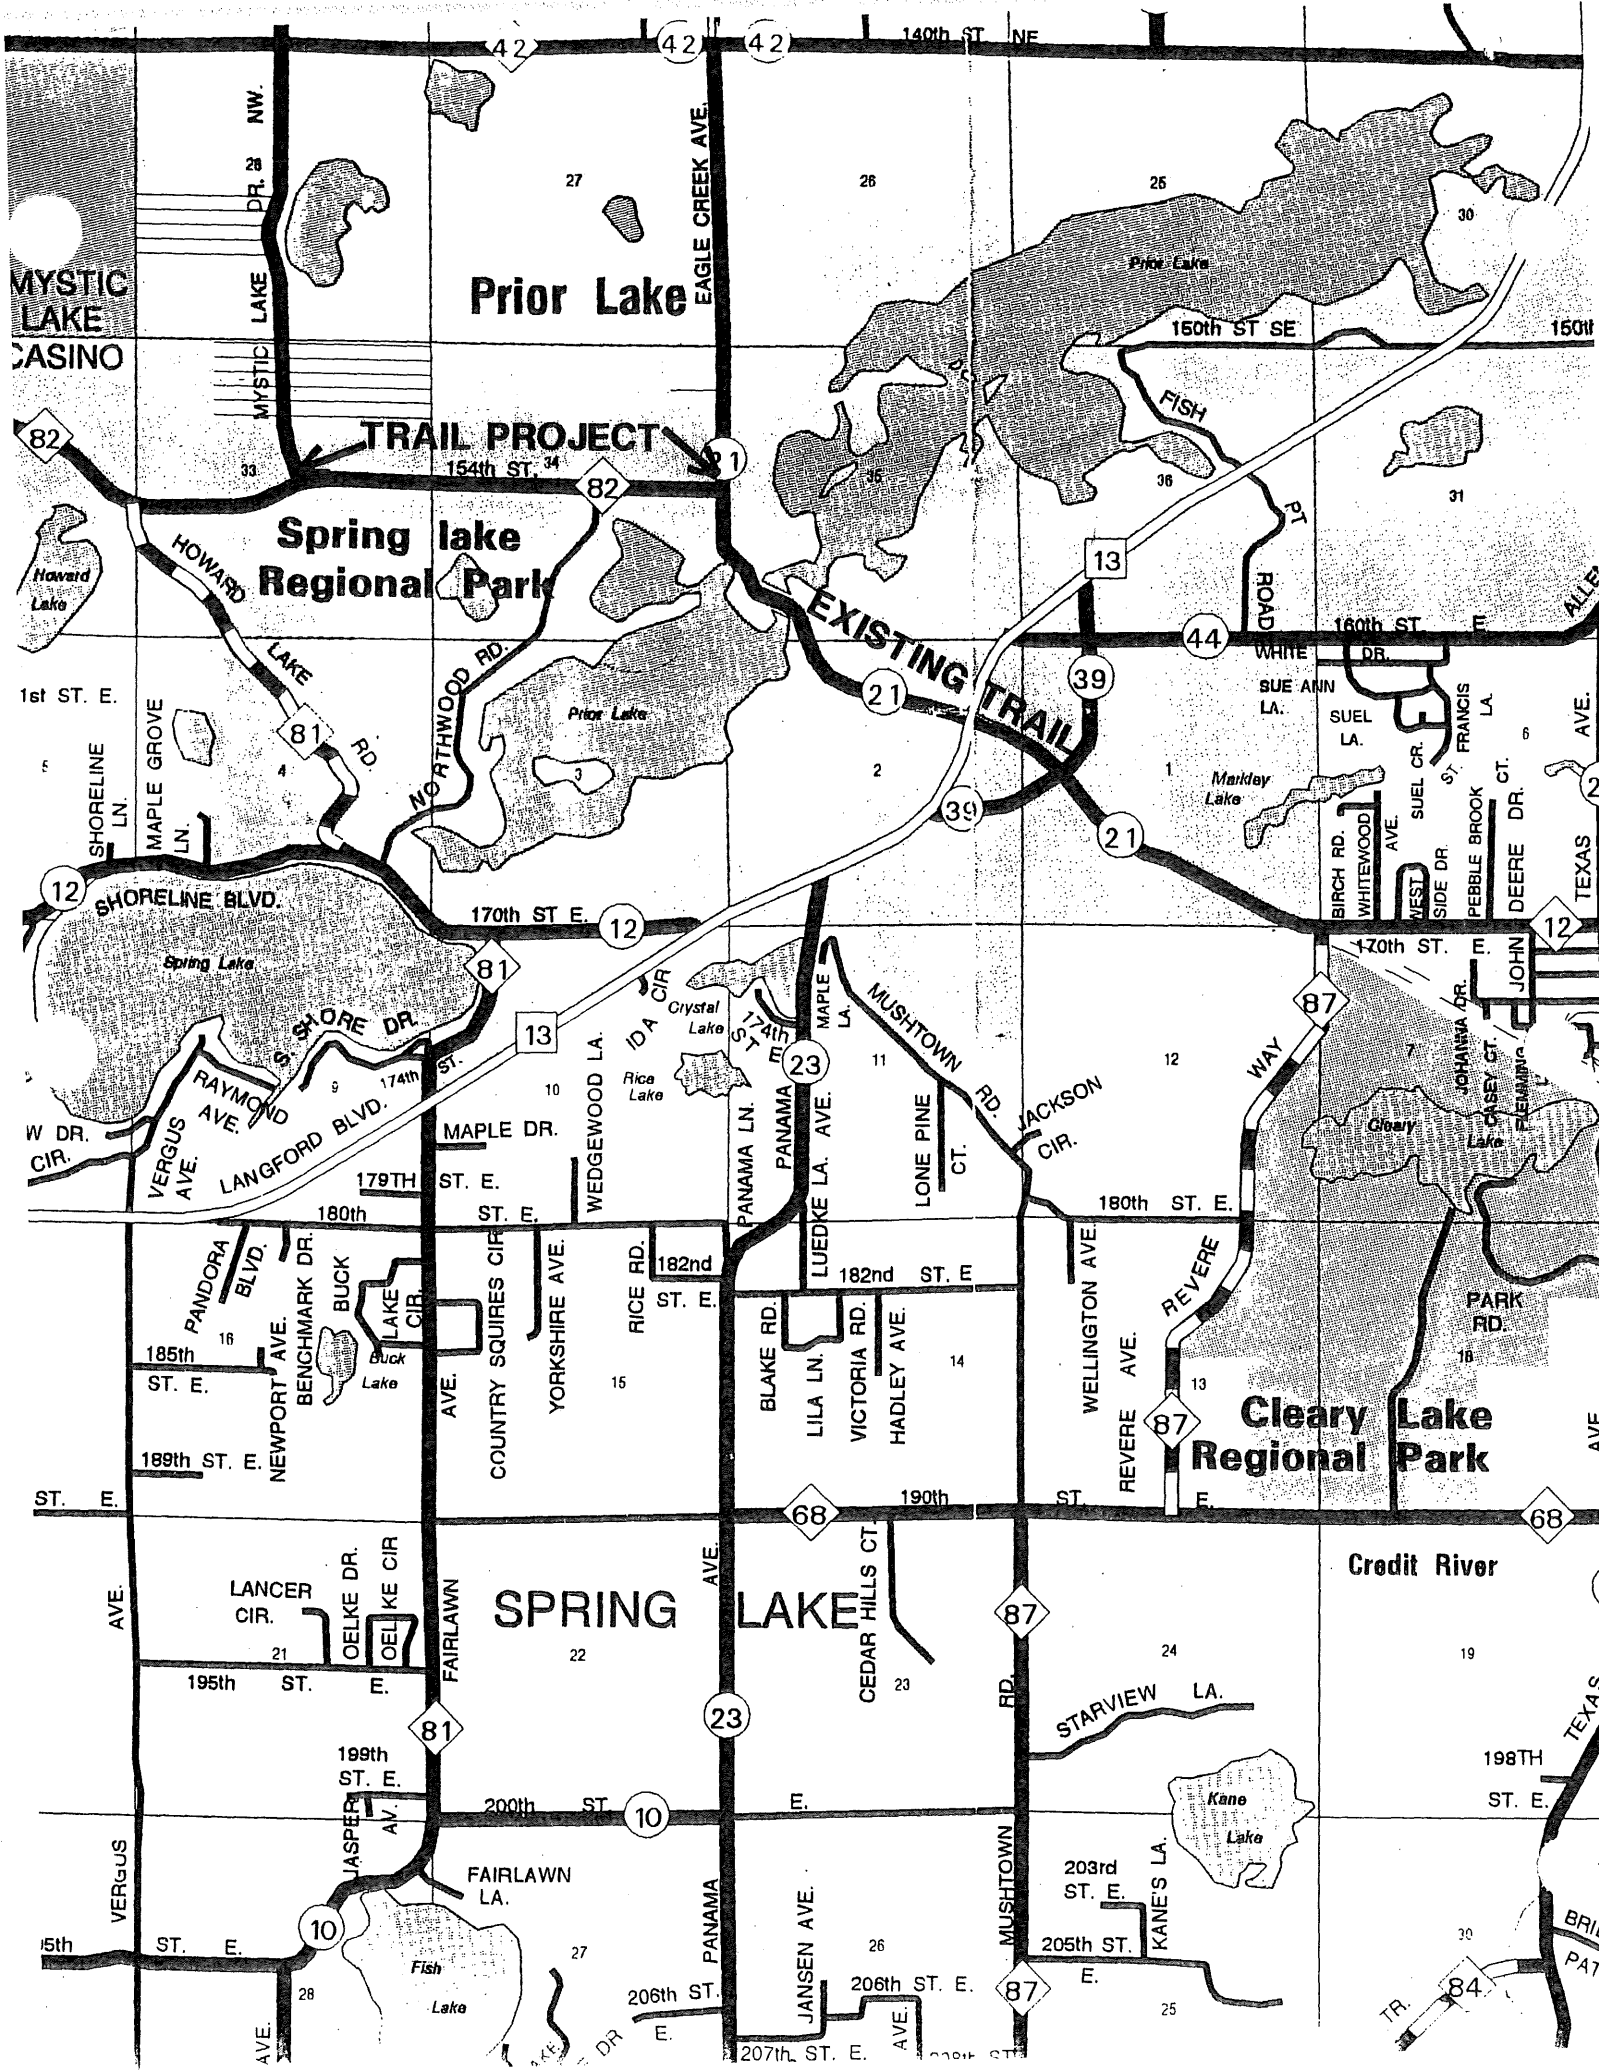 42
42
42
140th ST. NE
MYSTIC LAKE DR. NW.
28
27
26
25
30
EAGLE CREEK AVE.
MYSTIC
LAKE
CASINO
Prior Lake
Prior Lake
150th ST SE
150th
FISH PT ROAD
82
TRAIL PROJECT
21
33
154th ST.
34
82
35
36
31
Spring lake
Regional Park
13
Howard
Lake
HOWARD LAKE RD.
EXISTING TRAIL
44
160th ST. E
ALLEN
WHITE DR.
39
SUE ANN
LA.
1st ST. E.
21
SUEL
LA.
ST. FRANCIS LA.
6
AVE.
Prior Lake
NORTHWOOD RD.
MAPLE GROVE
LN.
SHORELINE
LN.
81
5
4
3
2
1
Markley
Lake
SUEL CR.
PEBBLE BROOK CT.
39
21
BIRCH RD.
WHITEWOOD AVE.
WEST SIDE DR.
JOHN DEERE DR.
TEXAS
12
SHORELINE BLVD.
170th ST E.
12
12
170th ST. E.
Spring Lake
81
13
IDA CIR
Crystal
Lake
174th
ST
E
MAPLE
LA.
MUSHTOWN RD.
87
JOHANNA DR.
S SHORE DR.
23
WAY
7
RAYMOND
AVE.
9
174th ST.
10
Rice
Lake
11
12
CASEY CT.
FLEMMING
Cleary
Lake
W DR.
CIR.
VERGUS
AVE.
LANGFORD BLVD.
MAPLE DR.
WEDGEWOOD LA.
PANAMA LN.
PANAMA
AVE.
LONE PINE
CT.
JACKSON
CIR.
179TH ST. E.
180th ST. E.
180th ST. E.
PANDORA
BLVD.
BENCHMARK DR.
BUCK
LAKE
CIR.
COUNTRY SQUIRES CIR
YORKSHIRE AVE.
RICE RD.
182nd
ST. E.
LUEDKE LA.
182nd ST. E
WELLINGTON AVE.
REVERE
PARK
RD.
16
NEWPORT AVE.
Buck
Lake
185th
ST. E.
AVE.
15
BLAKE RD.
LILA LN.
VICTORIA RD.
HADLEY AVE.
14
REVERE AVE.
13
18
87
Cleary Lake
Regional Park
AVE
189th ST. E.
ST. E.
68
190th ST. E.
68
Credit River
AVE.
LANCER
CIR.
OELKE DR.
OELKE CIR
FAIRLAWN
AVE.
SPRING LAKE
CEDAR HILLS CT.
87
21
22
23
24
19
195th ST. E.
RD.
STARVIEW LA.
81
23
TEXAS
199th
ST. E.
198TH
ST. E.
JASPER
AV.
200th ST. 10 E.
Kane
Lake
VERGUS
FAIRLAWN
LA.
MUSHTOWN
203rd
ST. E.
KANE'S LA.
10
PANAMA
JANSEN AVE.
ST. E.
27
26
205th ST.
E.
30
PAT
Fish
Lake
28
206th ST.
E.
206th ST. E.
87
25
84
TR.
AVE.
DR
207th. ST. E.
AVE.